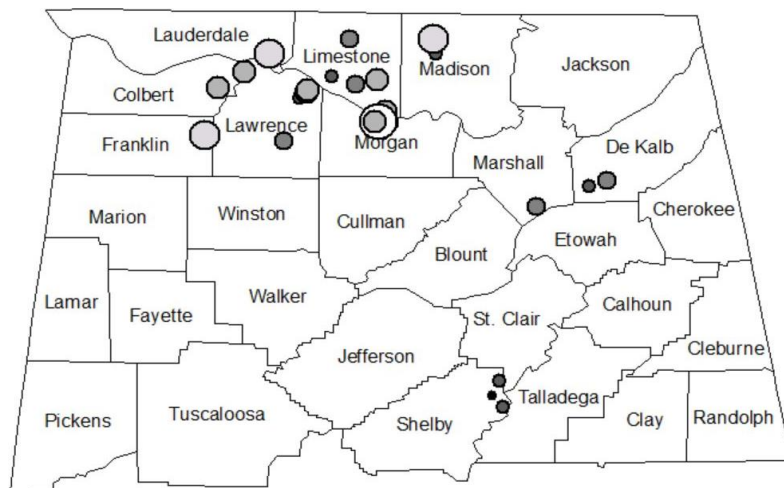 Lauderdale
Limestone
Madison
Jackson
Colbert
Lawrence
Franklin
Morgan
De Kalb
Marshall
Marion
Winston
Cullman
Cherokee
Etowah
Blount
Lamar
Fayette
Walker
St. Clair
Calhoun
Jefferson
Cleburne
Pickens
Tuscaloosa
Shelby
Talladega
Clay
Randolph